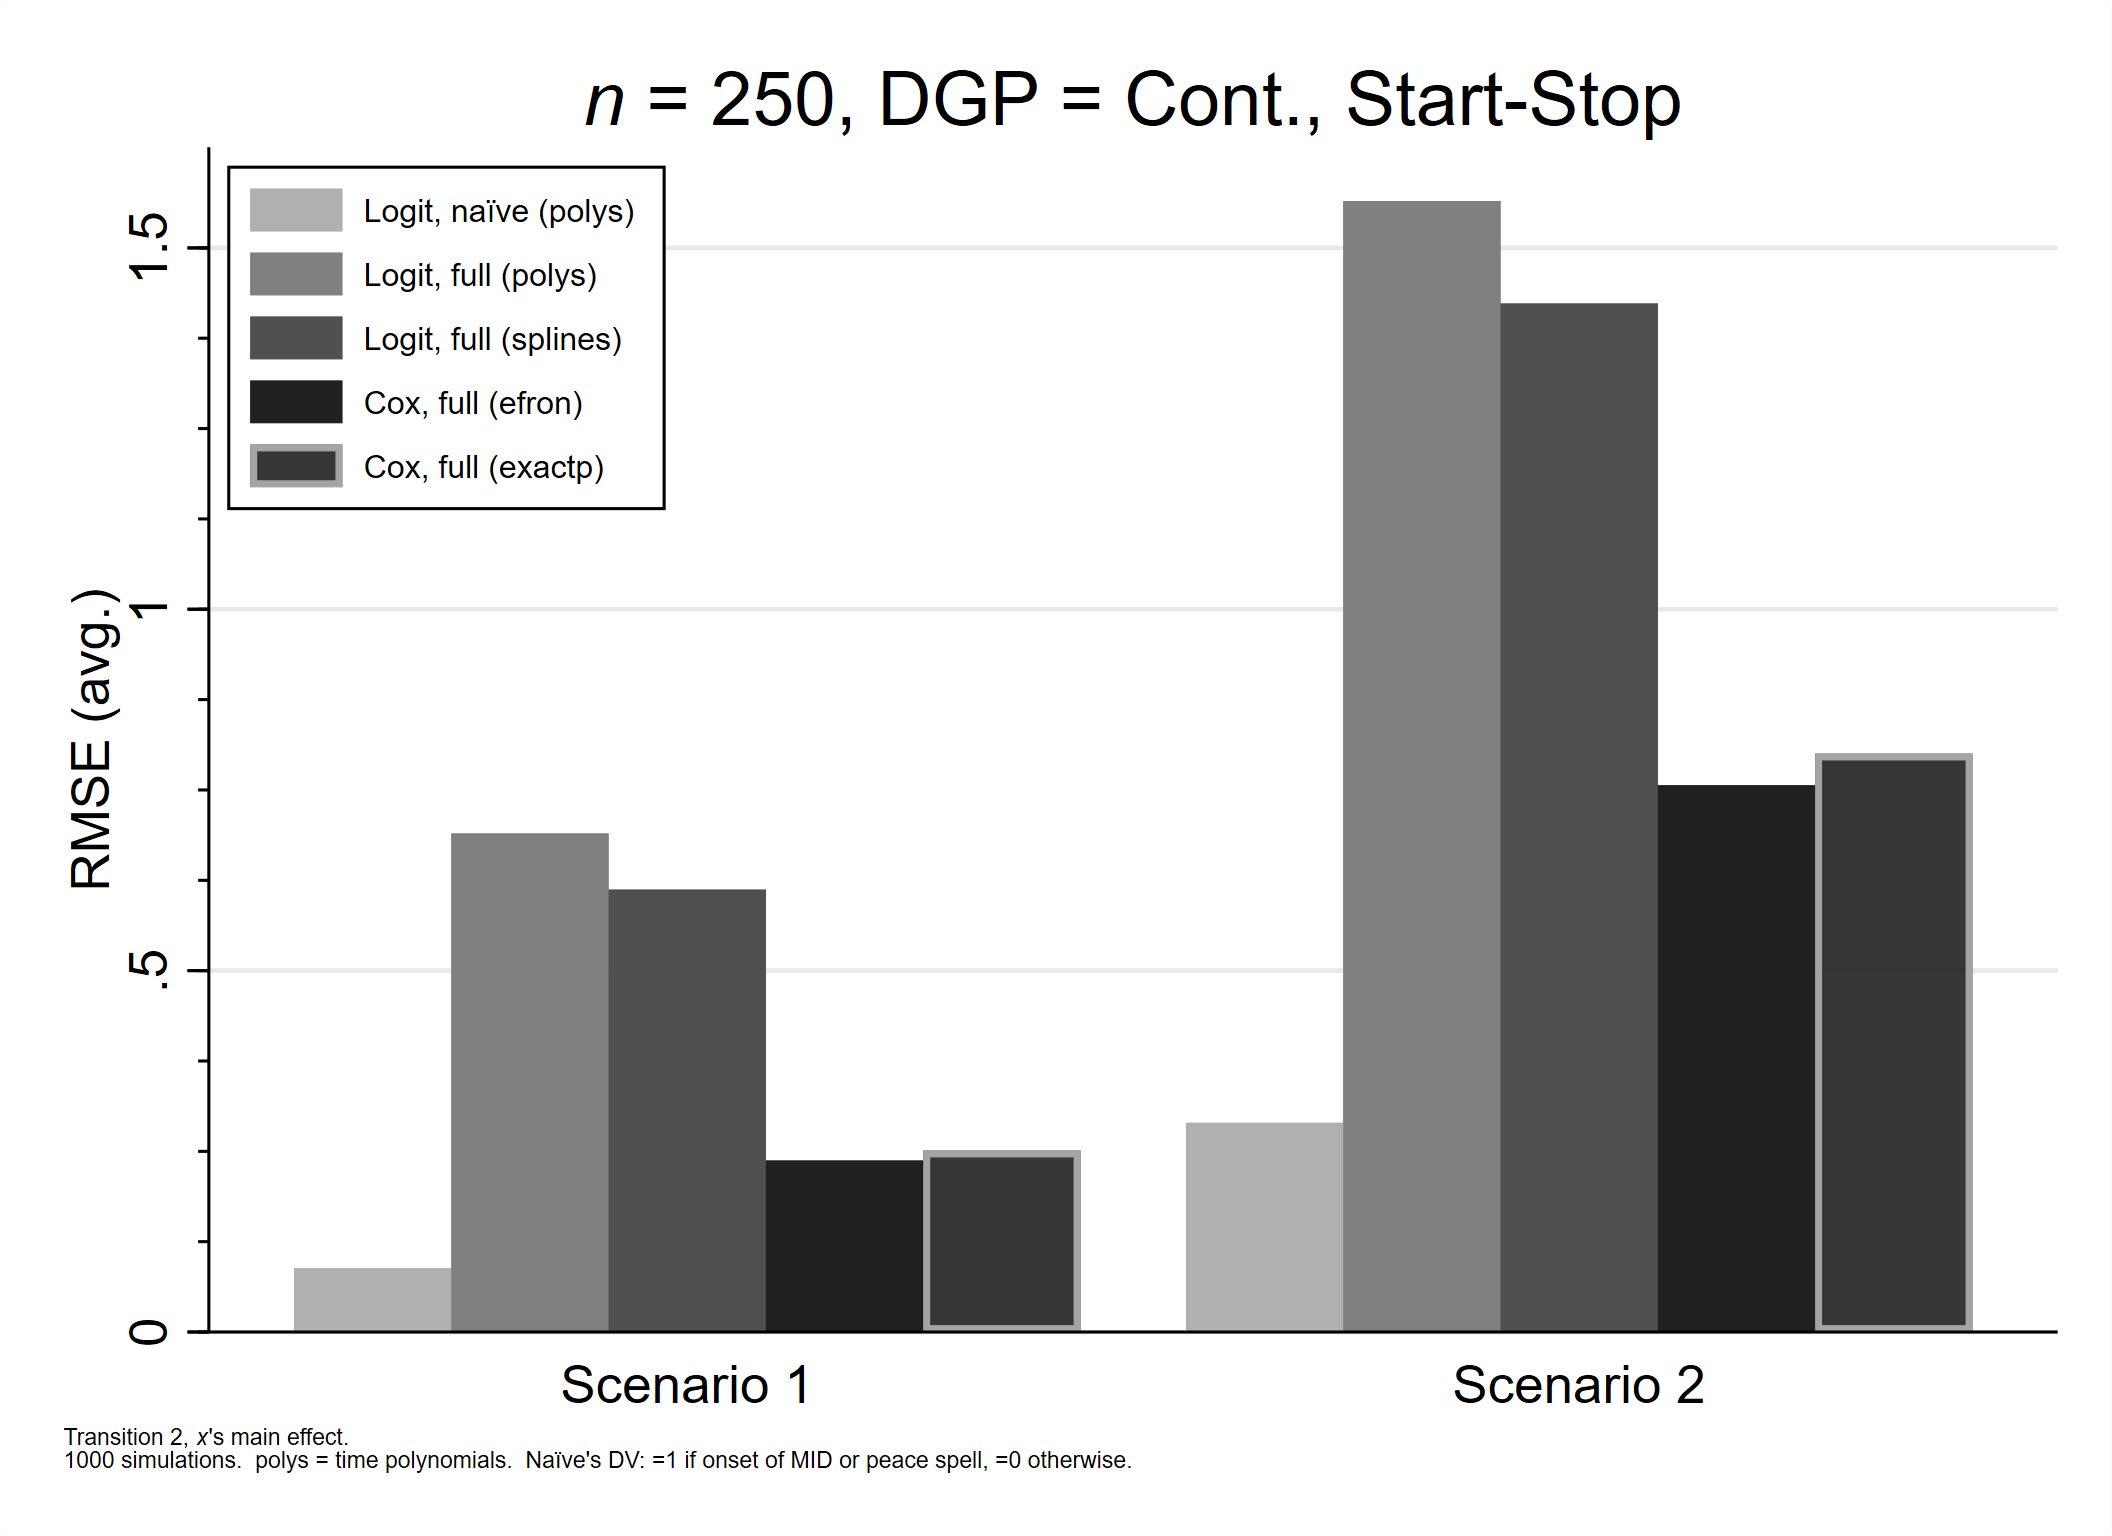 n = 250, DGP = Cont., Start-Stop
Logit, naïve (polys)
Logit, full (polys)
Logit, full (splines)
Cox, full (efron)
Cox, full (exactp)
RMSE (avg.)
1.5
1
.5
0
Scenario 1
Scenario 2
Transition 2, x's main effect.
1000 simulations.  polys = time polynomials.  Naïve's DV: =1 if onset of MID or peace spell, =0 otherwise.